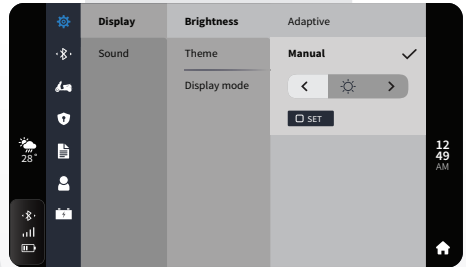 Display
Brightness
Adaptive
Sound
Theme
Manual
Display mode
SET
28°
12
49
AM